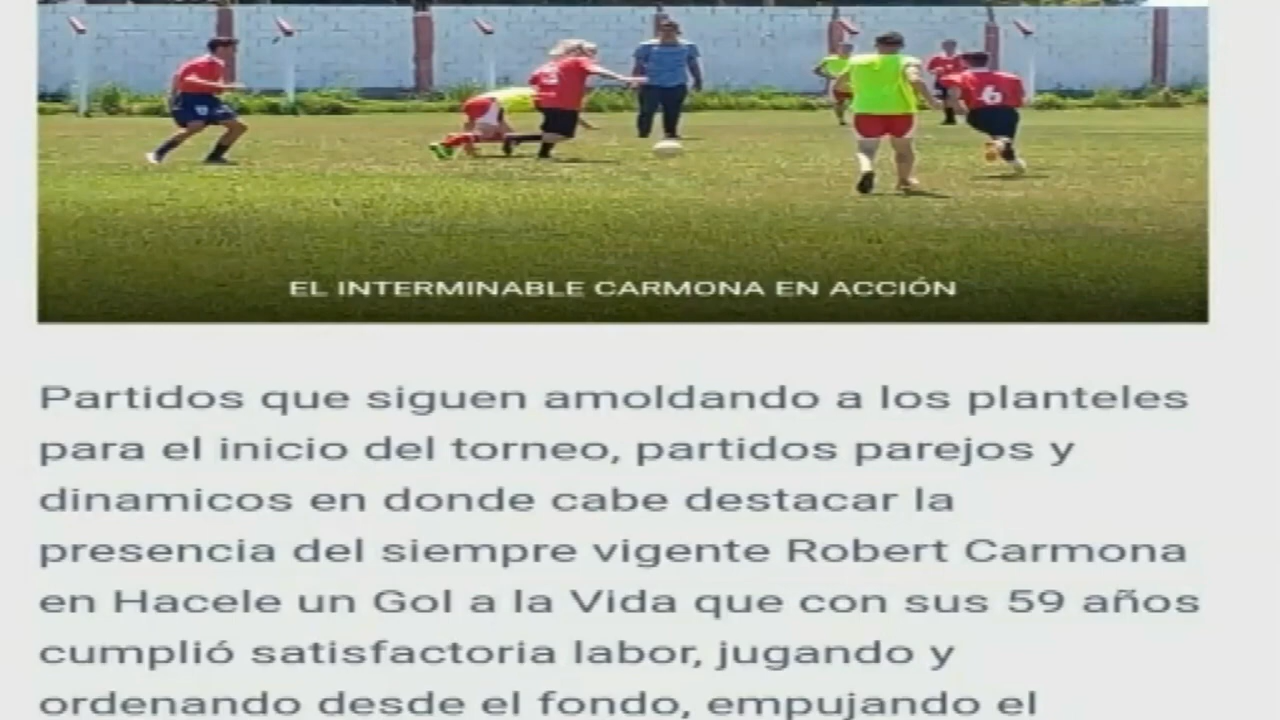 6
EL INTERMINABLE CARMONA EN ACCIÓN
Partidos que siguen amoldando a los planteles
para el inicio del torneo, partidos parejos y
dinamicos en donde cabe destacar la
presencia del siempre vigente Robert Carmona
en Hacele un Gol a la Vida que con sus 59 años
cumplió satisfactoria labor, jugando y
ordenando desde el fondo, empujando el